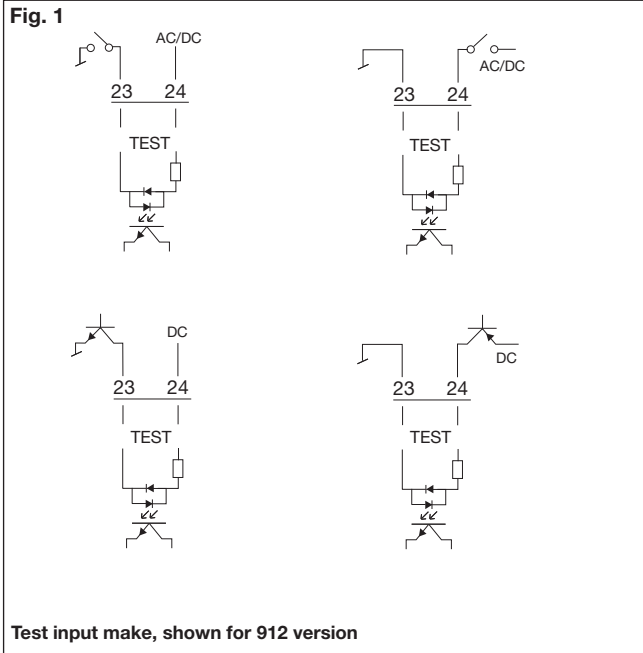 Fig. 1
AC/DC
23 24
TEST
AC/DC
23 24
TEST
DC
23 24
TEST
DC
23 24
TEST
Test input make, shown for 912 version